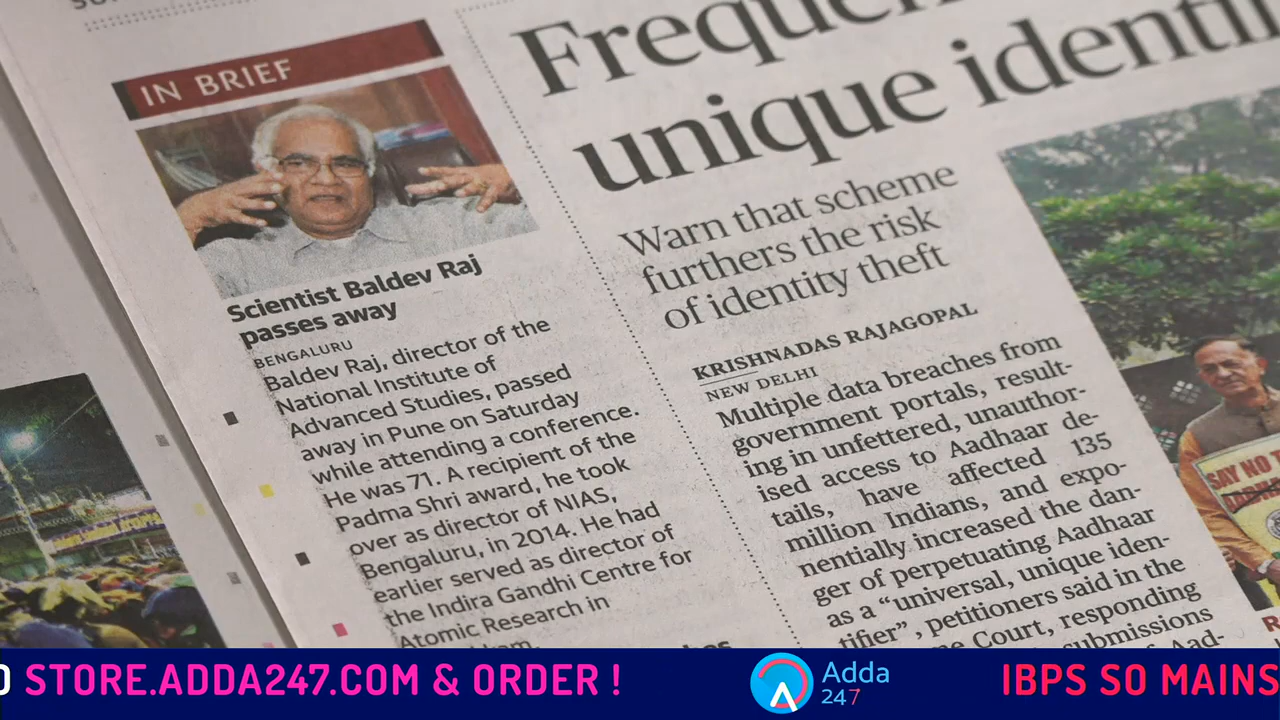 IN BRIEF
Scientist Baldev Raj
passes away
BENGALURU
Baldev Raj, director of the
National Institute of
Advanced Studies, passed
away in Pune on Saturday
while attending a conference.
He was 71. A recipient of the
Padma Shri award, he took
over as director of NIAS,
Bengaluru, in 2014. He had
earlier served as director of
the Indira Gandhi Centre for
Atomic Research in
unique
Warn that scheme
furthers the risk
of identity theft
KRISHNADAS RAJAGOPAL
NEW DELHI
Multiple data breaches from
government portals, result-
ing in unfettered, unauthor-
ised access to Aadhaar de-
tails, have affected 135
million Indians, and expo-
nentially increased the dan-
ger of perpetuating Aadhaar
as a "universal, unique iden-
tifier" , petitioners said in the
Court, responding
submissions
Aad-
SAY NO
STORE.ADDA247.COM & ORDER !
Adda
247
IBPS SO MAINS